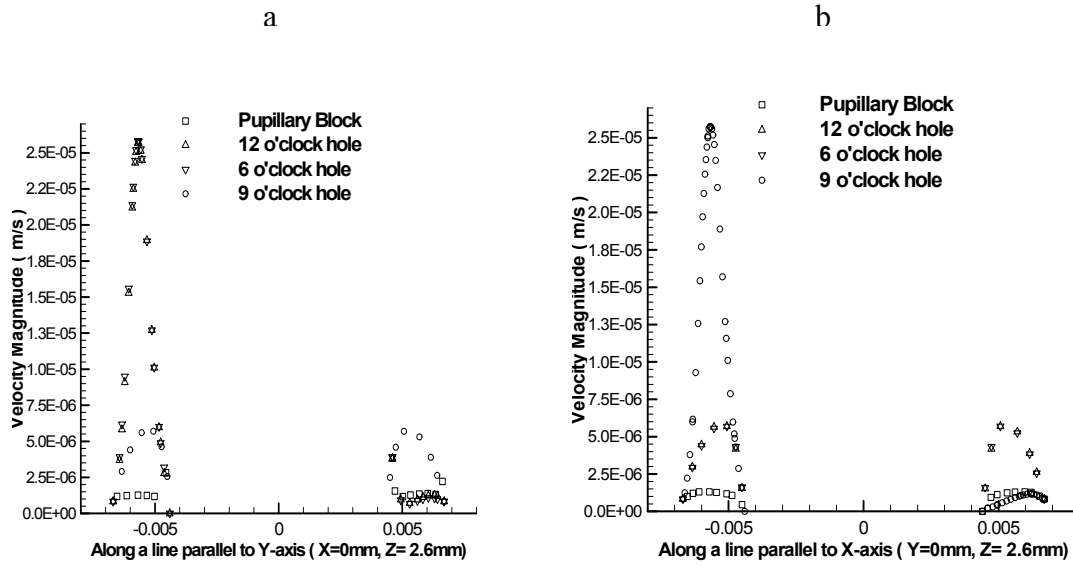 a
b
Pupillary Block
12 o'clock hole
6 o'clock hole
9 o'clock hole
Velocity Magnitude ( m/s)
2.5E-05
2.2E-05
2.0E-05
1.8E-05
1.5E-05
1.3E-05
1.0E-05
7.5E-06
5.0E-06
2.5E-06
0.0E+00
-0.005
0
0.005
Along a line parallel to Y-axis ( X=0mm, Z= 2.6mm)
Pupillary Block
12 o'clock hole
6 o'clock hole
9 o'clock hole
Velocity Magnitude ( m/s)
2.5E-05
2.2E-05
2.0E-05
1.8E-05
1.5E-05
1.3E-05
1.0E-05
7.5E-06
5.0E-06
2.5E-06
0.0E+00
-0.005
0
0.005
Along a line parallel to X-axis ( Y=0mm, Z= 2.6mm)